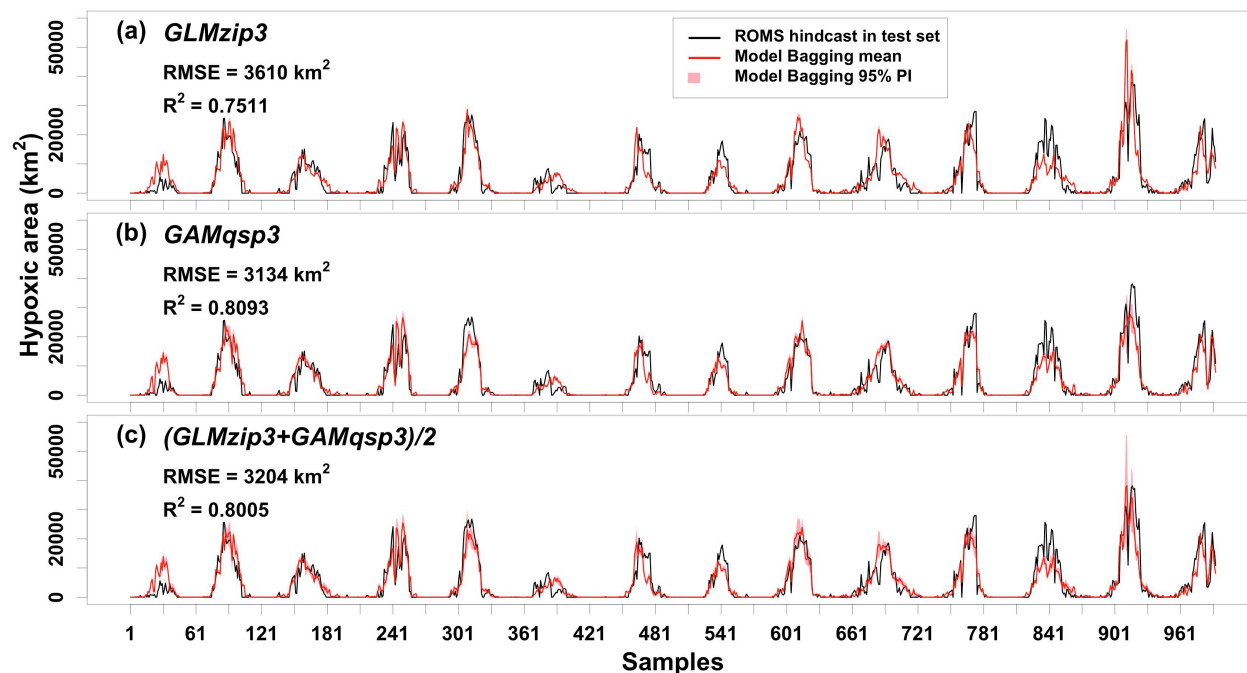 (a) GLMzip3
RMSE = 3610 km²
R² = 0.7511
ROMS hindcast in test set
Model Bagging mean
Model Bagging 95% PI
0 20000 50000
(b) GAMqsp3
RMSE = 3134 km²
R² = 0.8093
0 20000 50000
Hypoxic area (km²)
(c) (GLMzip3+GAMqsp3)/2
RMSE = 3204 km²
R² = 0.8005
0 20000 50000
1 61 121 181 241 301 361 421 481 541 601 661 721 781 841 901 961
Samples